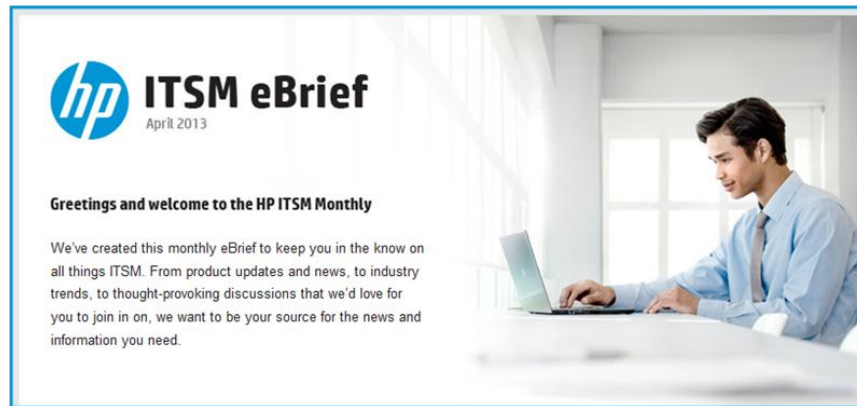 hp
ITSM eBrief
April 2013
Greetings and welcome to the HP ITSM Monthly
We've created this monthly eBrief to keep you in the know on
all things ITSM. From product updates and news, to industry
trends, to thought-provoking discussions that we'd love for
you to join in on, we want to be your source for the news and
information you need.